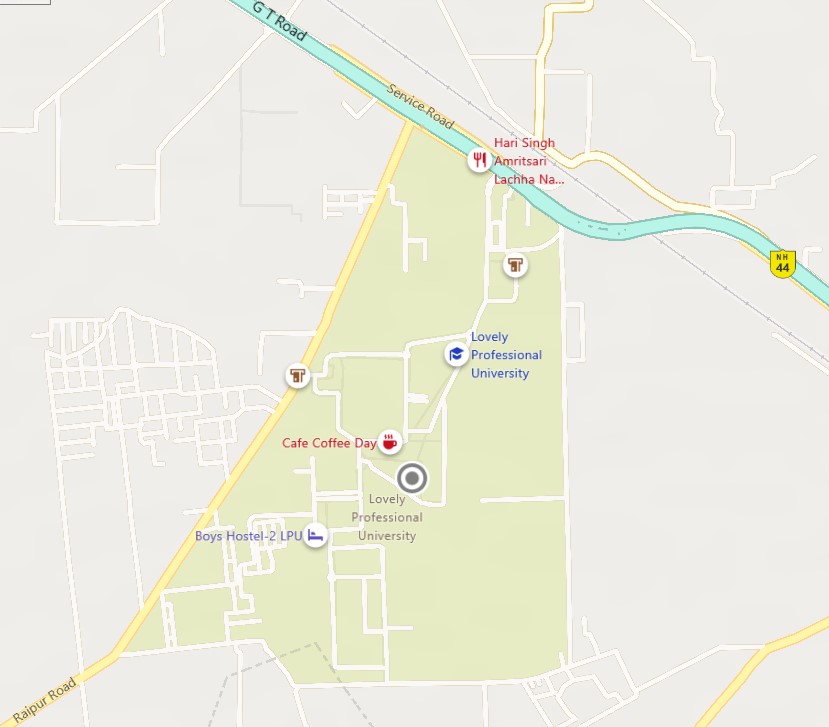 G T Road
Service Road
Hari Singh
Amritsari
Lachha Na...
NH
44
Lovely
Professional
University
Cafe Coffee Day
Lovely
Professional
University
Boys Hostel-2 LPU
Raipur Road